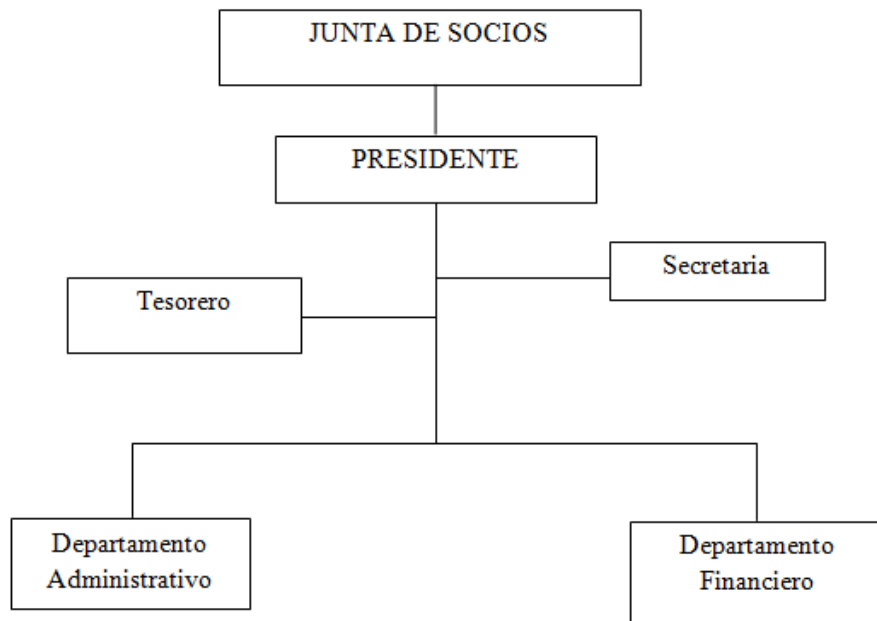 JUNTA DE SOCIOS
PRESIDENTE
Secretaria
Tesorero
Departamento
Administrativo
Departamento
Financiero